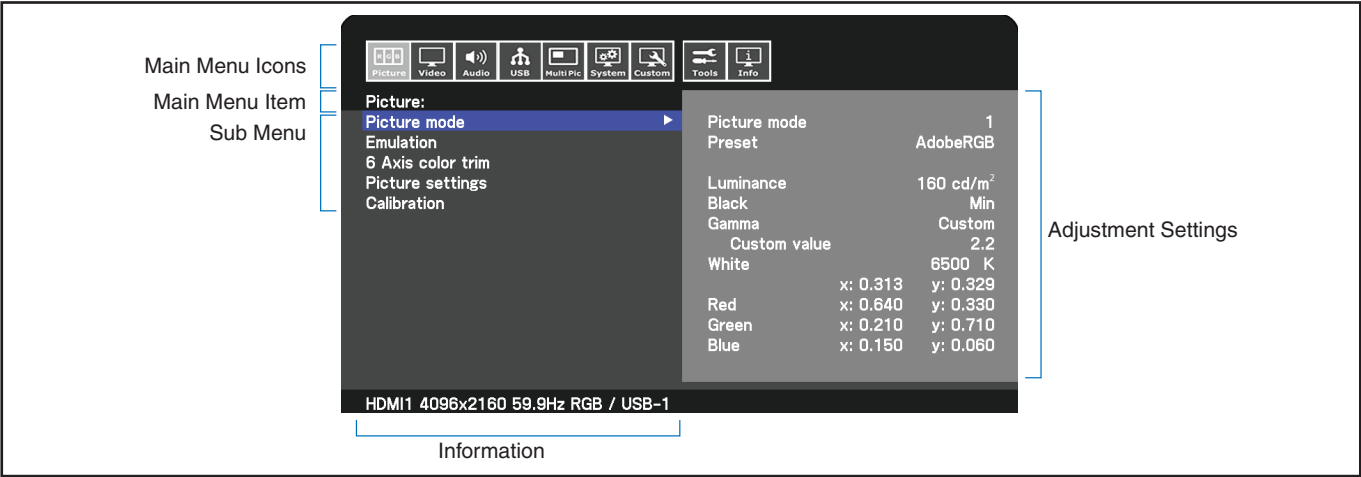 Main Menu Icons
RGB
Picture Video Audio USB Multi Pic System Custom Tools Info
Main Menu Item
Picture:
Sub Menu
Picture mode
Emulation
6 Axis color trim
Picture settings
Calibration
Picture mode 1
Preset AdobeRGB
Luminance 160 cd/m²
Black Min
Gamma Custom
Custom value 2.2
White 6500 K
x: 0.313 y: 0.329
Red x: 0.640 y: 0.330
Green x: 0.210 y: 0.710
Blue x: 0.150 y: 0.060
Adjustment Settings
HDMI1 4096x2160 59.9Hz RGB / USB-1
Information